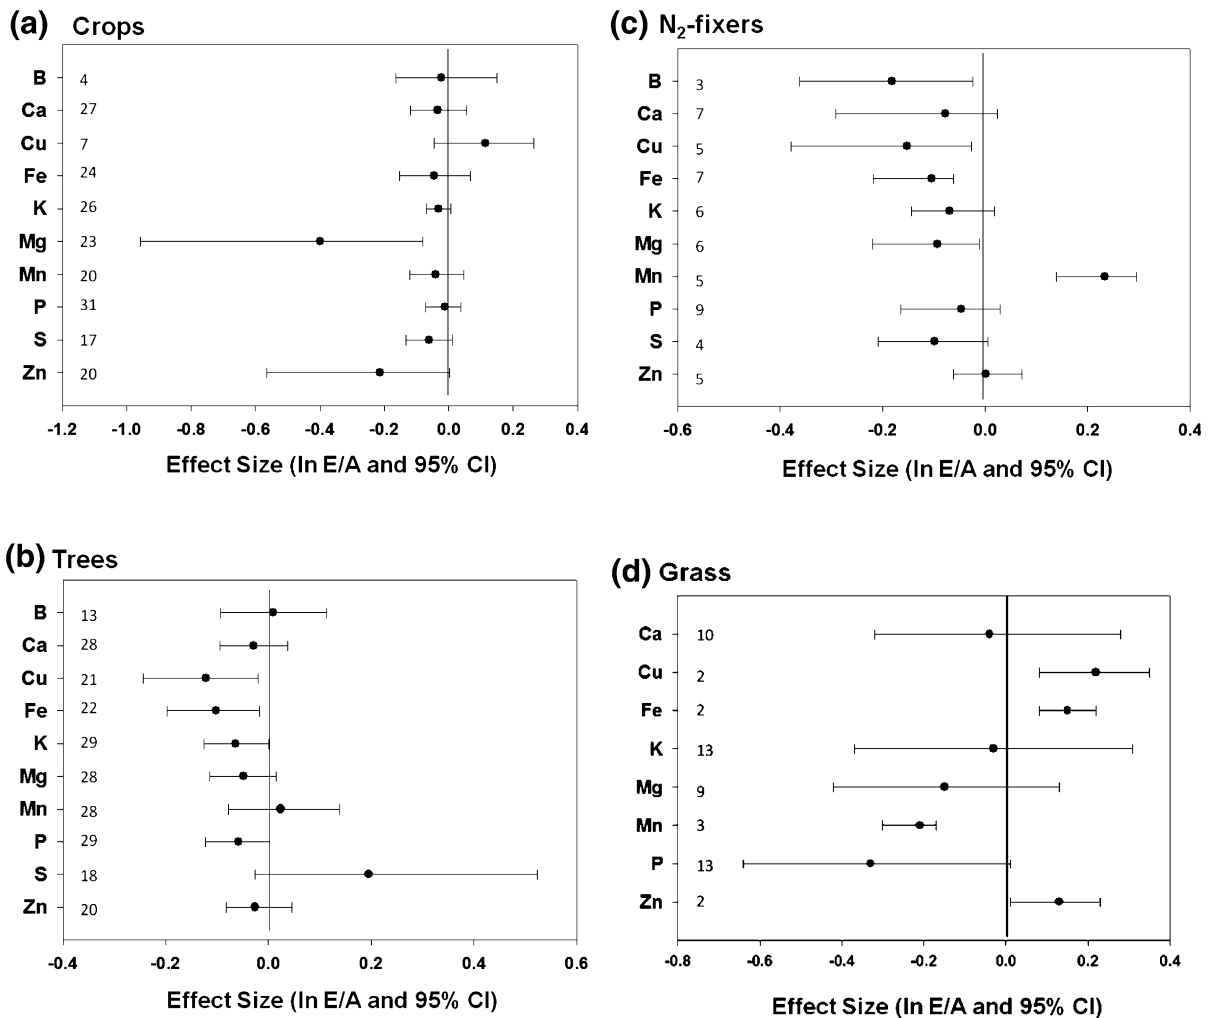 (a) Crops
B 4
Ca 27
Cu 7
Fe 24
K 26
Mg 23
Mn 20
P 31
S 17
Zn 20
-1.2 -1.0 -0.8 -0.6 -0.4 -0.2 0.0 0.2 0.4
Effect Size (ln E/A and 95% CI)
(c) N₂-fixers
B 3
Ca 7
Cu 5
Fe 7
K 6
Mg 6
Mn 5
P 9
S 4
Zn 5
-0.6 -0.4 -0.2 0.0 0.2 0.4
Effect Size (ln E/A and 95% CI)
(b) Trees
B 13
Ca 28
Cu 21
Fe 22
K 29
Mg 28
Mn 28
P 29
S 18
Zn 20
-0.4 -0.2 0.0 0.2 0.4 0.6
Effect Size (ln E/A and 95% CI)
(d) Grass
Ca 10
Cu 2
Fe 2
K 13
Mg 9
Mn 3
P 13
Zn 2
-0.8 -0.6 -0.4 -0.2 0.0 0.2 0.4
Effect Size (ln E/A and 95% CI)